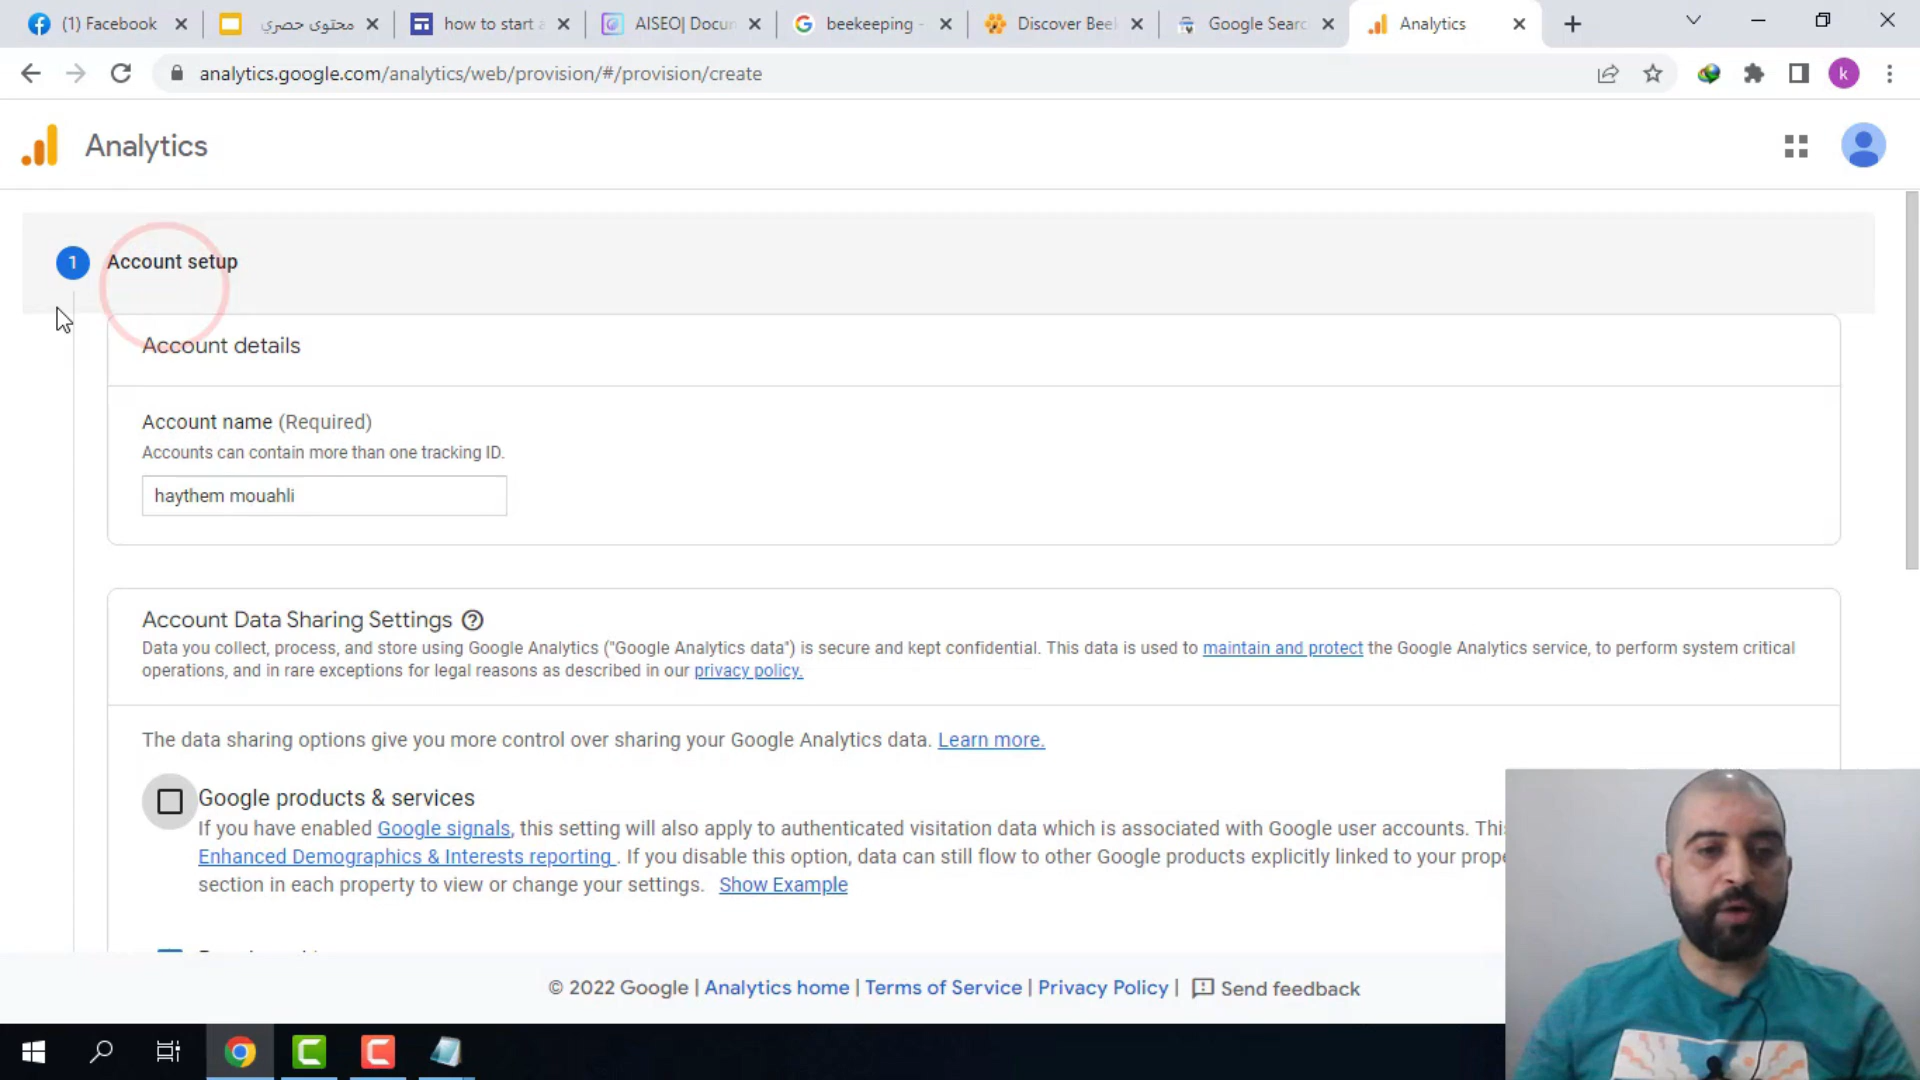 (1) Facebook
محتوى حصري
how to start
AISEO| Docu
beekeeping -
Discover Bee
Google Searc
Analytics
analytics.google.com/analytics/web/provision/#/provision/create
k
Analytics
1 Account setup
Account details
Account name (Required)
Accounts can contain more than one tracking ID.
haythem mouahli
Account Data Sharing Settings
Data you collect, process, and store using Google Analytics ("Google Analytics data") is secure and kept confidential. This data is used to maintain and protect the Google Analytics service, to perform system critical
operations, and in rare exceptions for legal reasons as described in our privacy policy.
The data sharing options give you more control over sharing your Google Analytics data. Learn more.
Google products & services
If you have enabled Google signals, this setting will also apply to authenticated visitation data which is associated with Google user accounts. This
Enhanced Demographics & Interests reporting . If you disable this option, data can still flow to other Google products explicitly linked to your prope
section in each property to view or change your settings. Show Example
© 2022 Google | Analytics home | Terms of Service | Privacy Policy | Send feedback